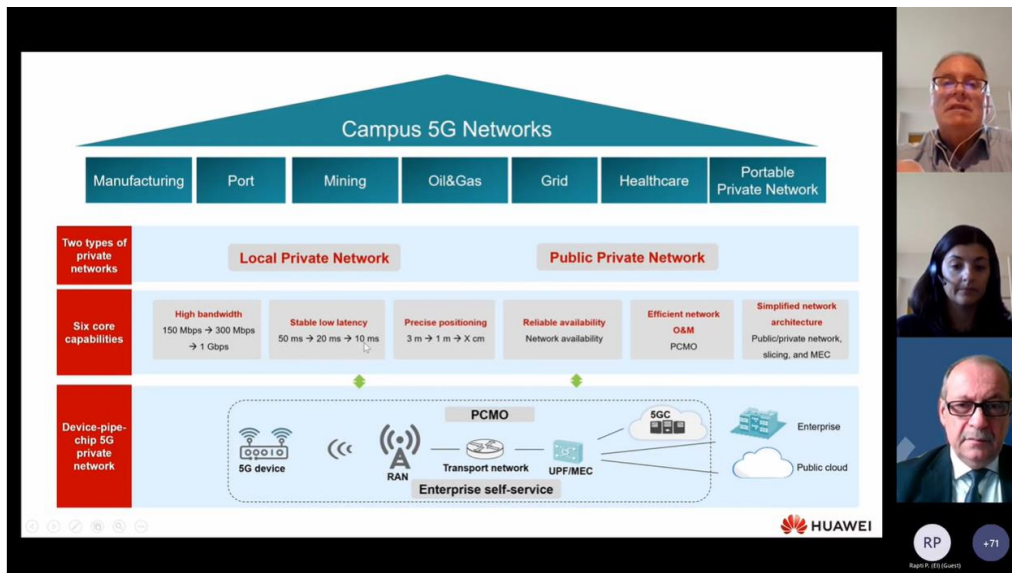 Campus 5G Networks
Manufacturing
Port
Mining
Oil&Gas
Grid
Healthcare
Portable
Private Network
Two types of
private
networks
Local Private Network
Public Private Network
Six core
capabilities
High bandwidth
150 Mbps → 300 Mbps
→ 1 Gbps
Stable low latency
50 ms → 20 ms → 10 ms
Precise positioning
3 m → 1 m → X cm
Reliable availability
Network availability
Efficient network
O&M
PCMO
Simplified network
architecture
Public/private network,
slicing, and MEC
Device-pipe-
chip 5G
private
network
PCMO
5G device
RAN
Transport network
UPF/MEC
5GC
Enterprise
Public cloud
Enterprise self-service
HUAWEI
RP
+71
Rapti P. (EI) (Guest)